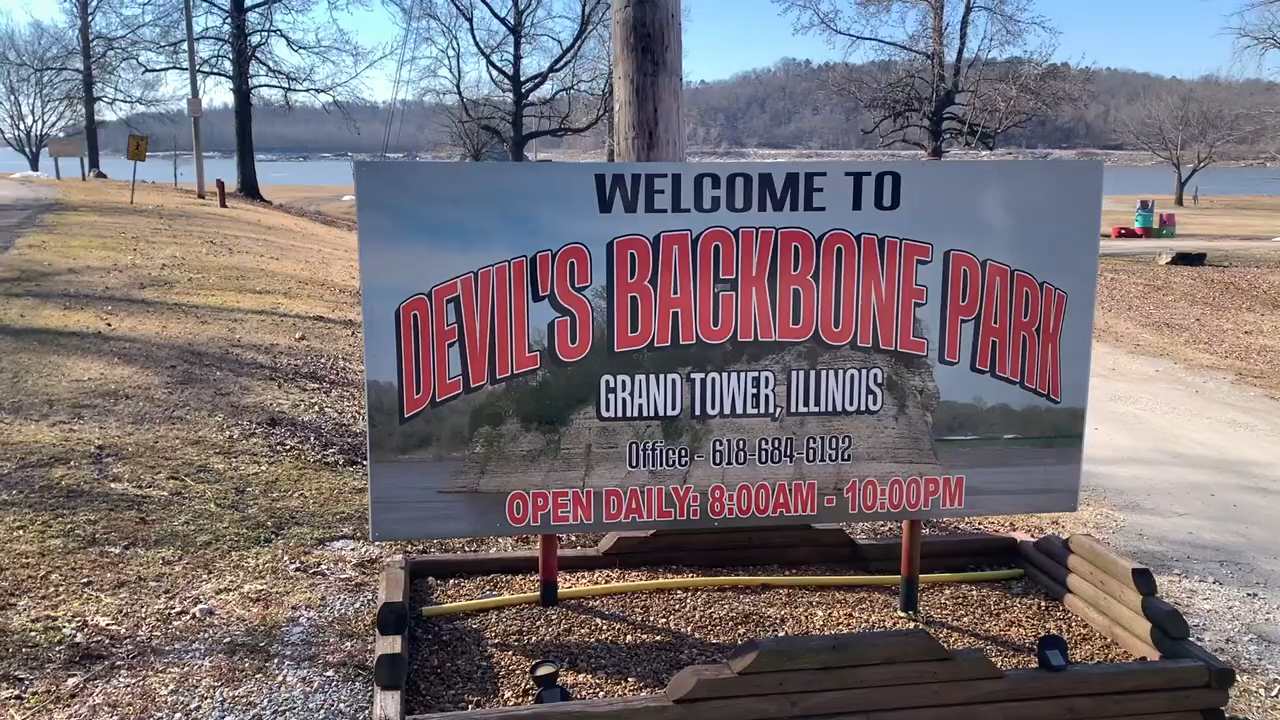 WELCOME TO
DEVIL'S BACKBONE PARK
GRAND TOWER, ILLINOIS
Office - 618-684-6192
OPEN DAILY: 8:00AM - 10:00PM